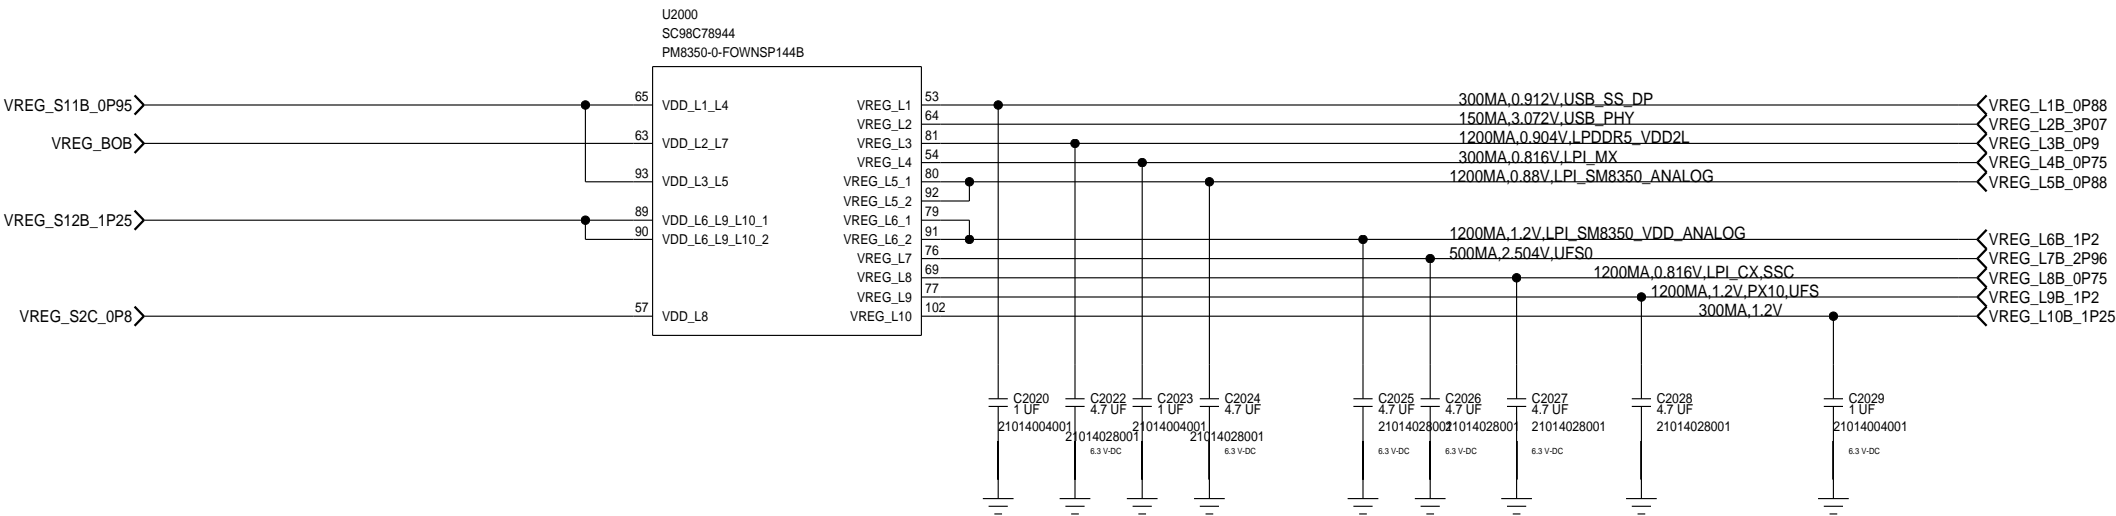 U2000
SC98C78944
PM8350-0-FOWNSP144B
VREG_S11B_0P95 65 VDD_L1_L4 VREG_L1 53 300MA,0.912V,USB_SS_DP VREG_L1B_0P88
VREG_L2 64 150MA,3.072V,USB_PHY VREG_L2B_3P07
VREG_BOB 63 VDD_L2_L7 VREG_L3 81 1200MA,0.904V,LPDDR5_VDD2L VREG_L3B_0P9
VREG_L4 54 300MA,0.816V,LPI_MX VREG_L4B_0P75
93 VDD_L3_L5 VREG_L5_1 80 1200MA,0.88V,LPI_SM8350_ANALOG VREG_L5B_0P88
VREG_L5_2 92
VREG_S12B_1P25 89 VDD_L6_L9_L10_1 VREG_L6_1 79
90 VDD_L6_L9_L10_2 VREG_L6_2 91 1200MA,1.2V,LPI_SM8350_VDD_ANALOG VREG_L6B_1P2
VREG_L7 76 500MA,2.504V,UFS0 VREG_L7B_2P96
VREG_L8 69 1200MA,0.816V,LPI_CX,SSC VREG_L8B_0P75
VREG_L9 77 1200MA,1.2V,PX10,UFS VREG_L9B_1P2
VREG_S2C_0P8 57 VDD_L8 VREG_L10 102 300MA,1.2V VREG_L10B_1P25
C2020 C2022 C2023 C2024 C2025 C2026 C2027 C2028 C2029
1 UF 4.7 UF 1 UF 4.7 UF 4.7 UF 4.7 UF 4.7 UF 4.7 UF 1 UF
21014004001 21014028001 21014004001 21014028001 21014028001 21014028001 21014028001 21014028001 21014004001
6.3 V-DC 6.3 V-DC 6.3 V-DC 6.3 V-DC 6.3 V-DC 6.3 V-DC